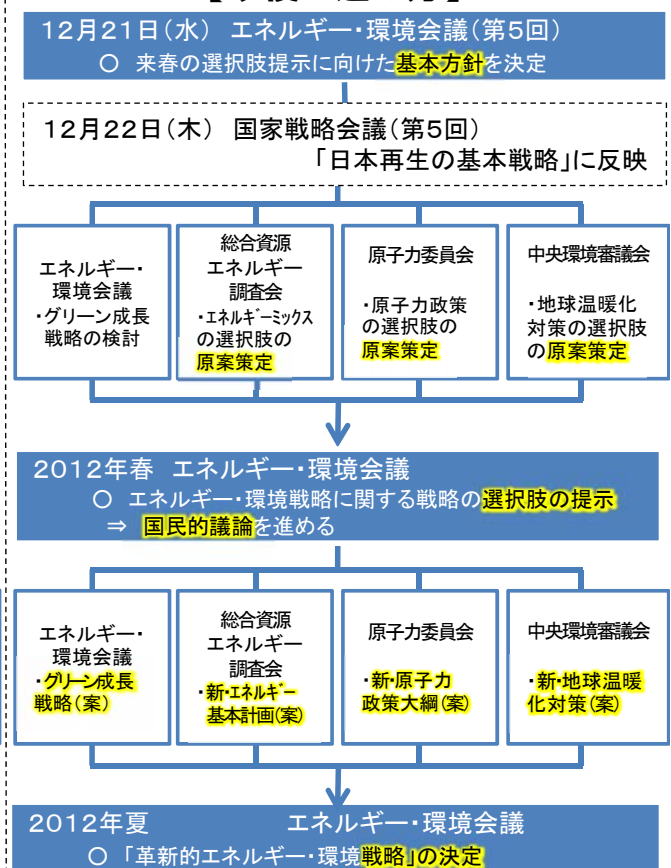 12月21日(水) エネルギー・環境会議(第5回)
○ 来春の選択肢提示に向けた基本方針を決定
12月22日(木) 国家戦略会議(第5回)
「日本再生の基本戦略」に反映
エネルギー・
環境会議
・グリーン成長
戦略の検討
総合資源
エネルギー
調査会
・エネルギーミックス
の選択肢の
原案策定
原子力委員会
・原子力政策
の選択肢の
原案策定
中央環境審議会
・地球温暖化
対策の選択肢
の原案策定
2012年春 エネルギー・環境会議
○ エネルギー・環境戦略に関する戦略の選択肢の提示
⇒ 国民的議論を進める
エネルギー・
環境会議
・グリーン成長
戦略(案)
総合資源
エネルギー
調査会
・新・エネルギー
基本計画(案)
原子力委員会
・新・原子力
政策大綱(案)
中央環境審議会
・新・地球温暖
化対策(案)
2012年夏 エネルギー・環境会議
○ 「革新的エネルギー・環境戦略」の決定